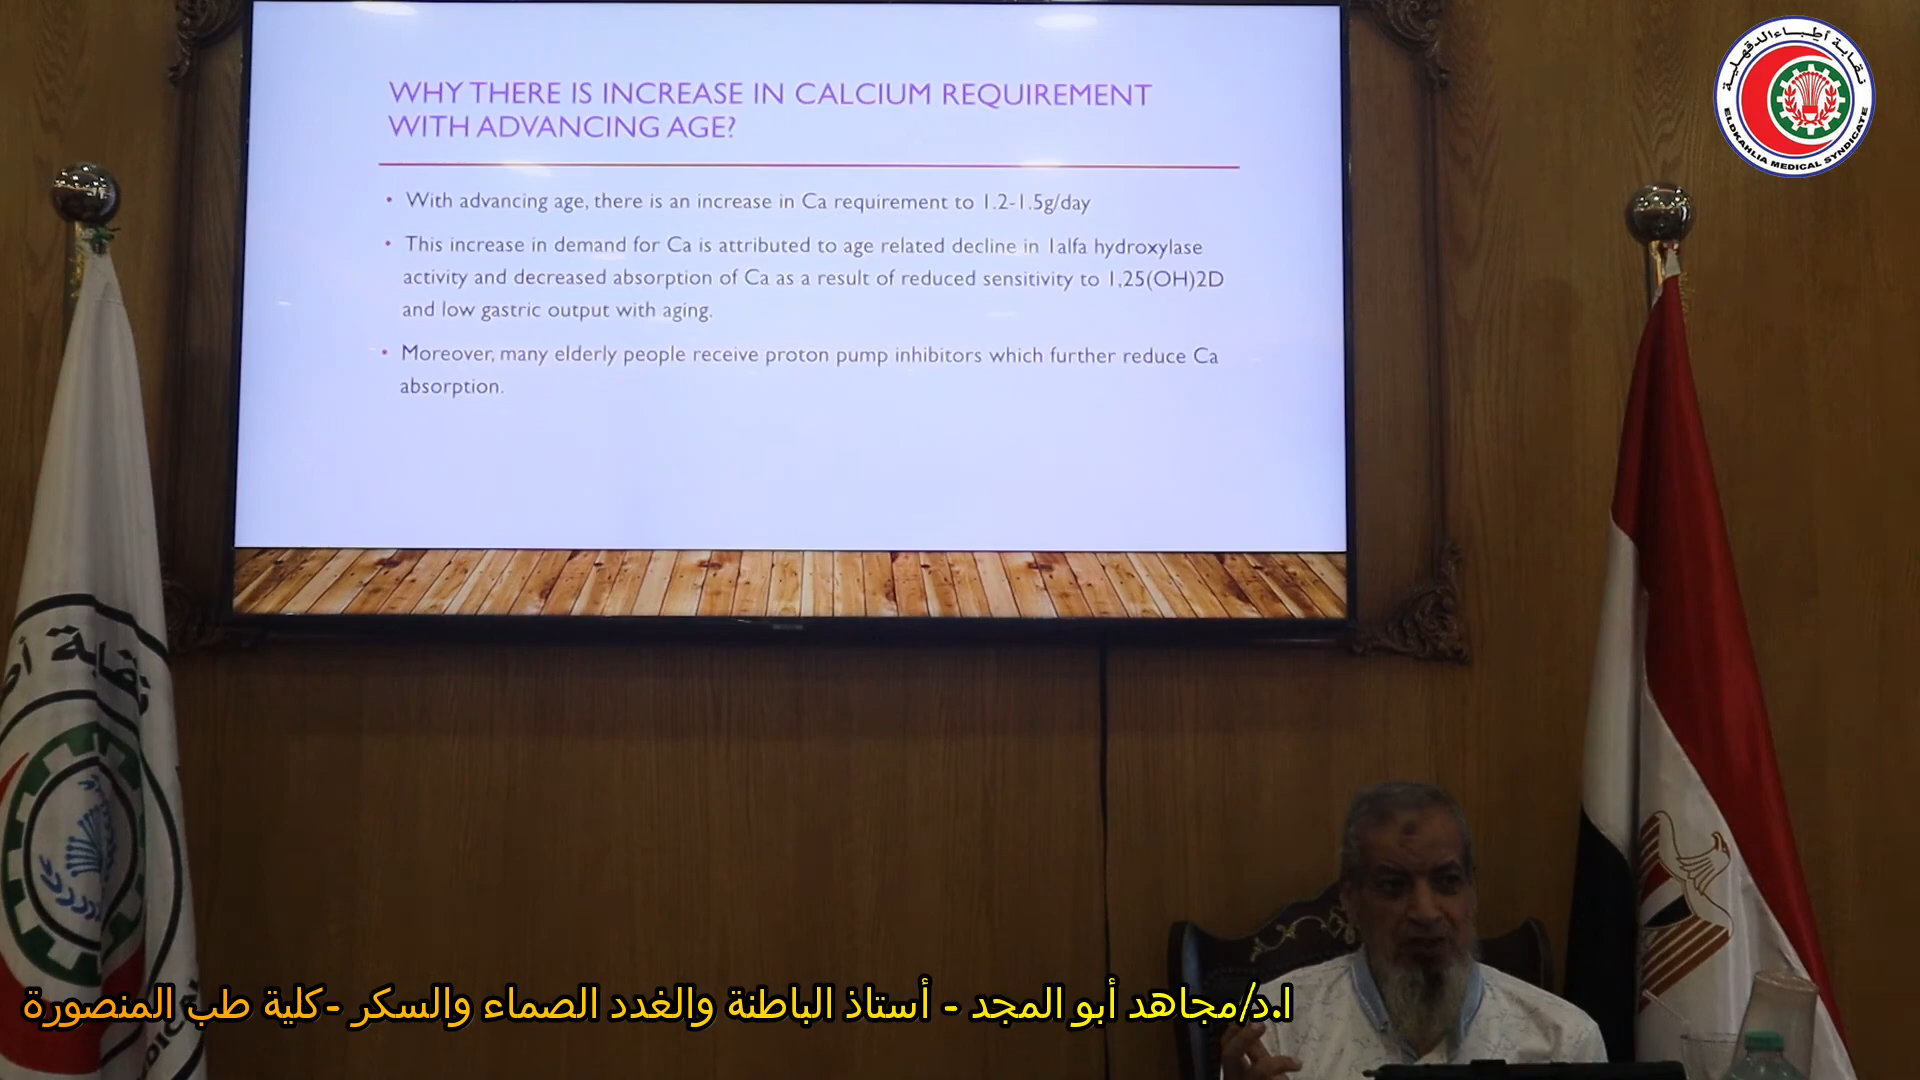 WHY THERE IS INCREASE IN CALCIUM REQUIREMENT
WITH ADVANCING AGE?
• With advancing age, there is an increase in Ca requirement to 1.2-1.5g/day
• This increase in demand for Ca is attributed to age related decline in 1alfa hydroxylase
activity and decreased absorption of Ca as a result of reduced sensitivity to 1,25(OH)2D
and low gastric output with aging.
• Moreover, many elderly people receive proton pump inhibitors which further reduce Ca
absorption.
نقابة أطباء الدقهلية
ELDKAHLIA MEDICAL SYNDICATE
نقابة
ا.د/مجاهد أبو المجد - أستاذ الباطنة والغدد الصماء والسكر -كلية طب المنصورة